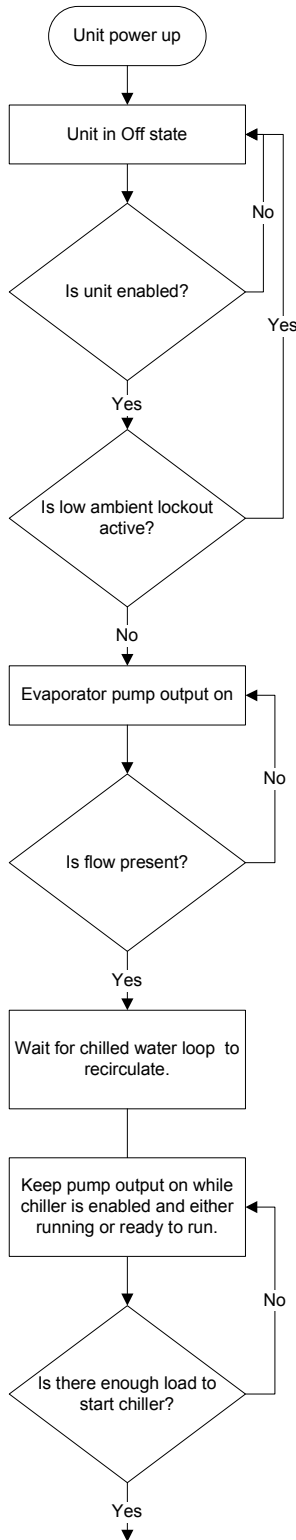 Unit power up
Unit in Off state
No
Is unit enabled?
Yes
Yes
Is low ambient lockout
active?
No
Evaporator pump output on
No
Is flow present?
Yes
Wait for chilled water loop to
recirculate.
Keep pump output on while
chiller is enabled and either
running or ready to run.
No
Is there enough load to
start chiller?
Yes